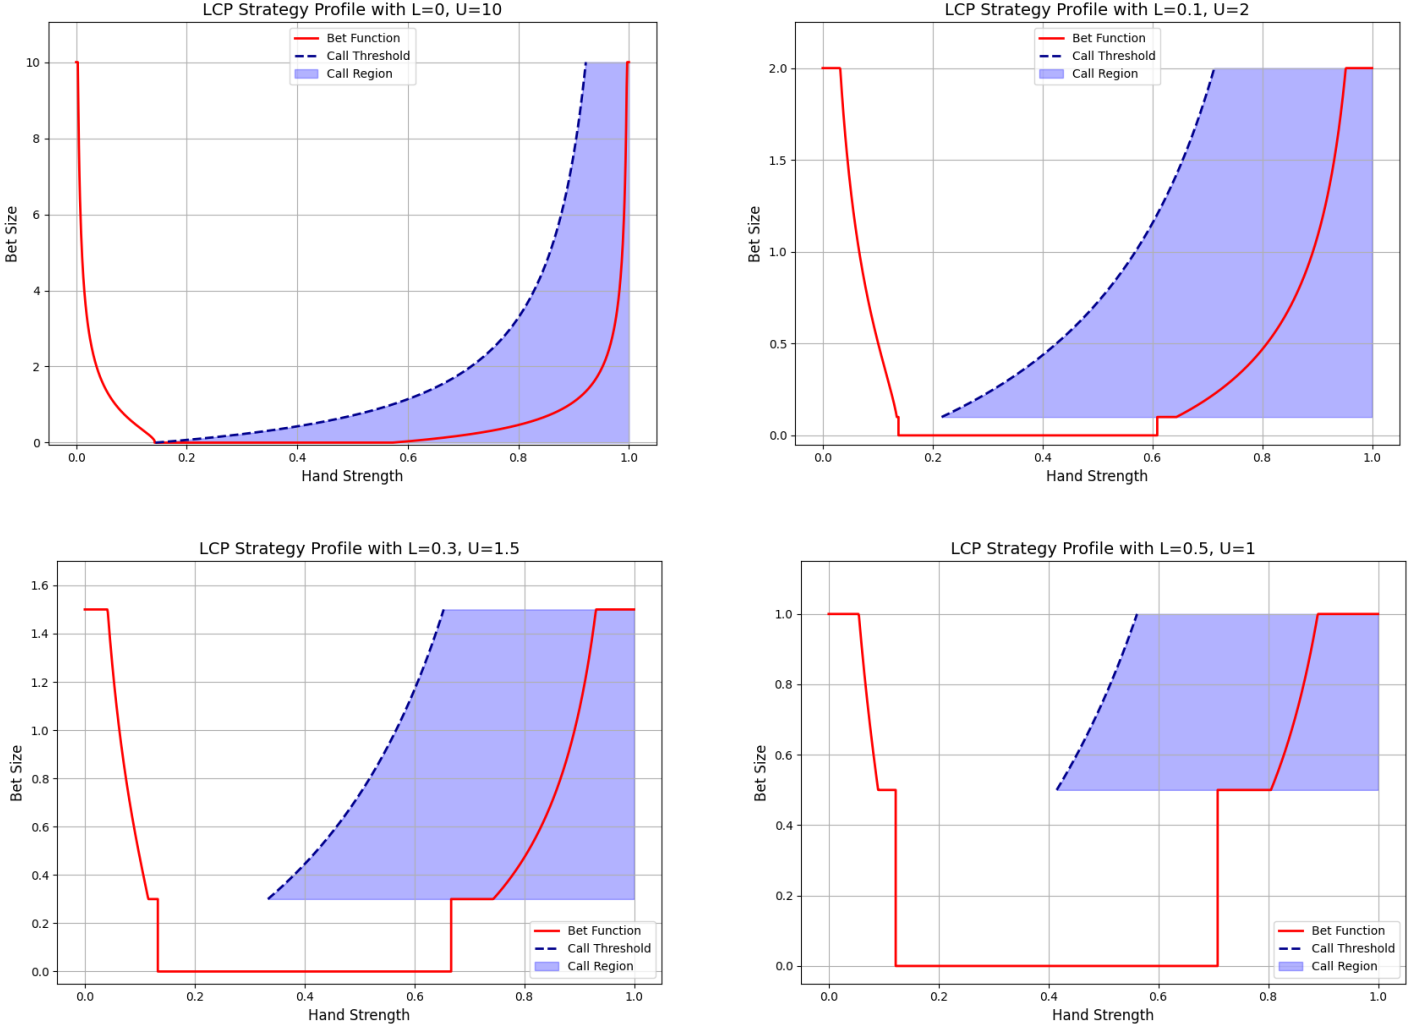 LCP Strategy Profile with L=0, U=10
Bet Function
Call Threshold
Call Region
10
8
6
4
2
0
Bet Size
0.0 0.2 0.4 0.6 0.8 1.0
Hand Strength
LCP Strategy Profile with L=0.1, U=2
Bet Function
Call Threshold
Call Region
2.0
1.5
1.0
0.5
0.0
Bet Size
0.0 0.2 0.4 0.6 0.8 1.0
Hand Strength
LCP Strategy Profile with L=0.3, U=1.5
1.6
1.4
1.2
1.0
0.8
0.6
0.4
0.2
0.0
Bet Size
Bet Function
Call Threshold
Call Region
0.0 0.2 0.4 0.6 0.8 1.0
Hand Strength
LCP Strategy Profile with L=0.5, U=1
1.0
0.8
0.6
0.4
0.2
0.0
Bet Size
Bet Function
Call Threshold
Call Region
0.0 0.2 0.4 0.6 0.8 1.0
Hand Strength